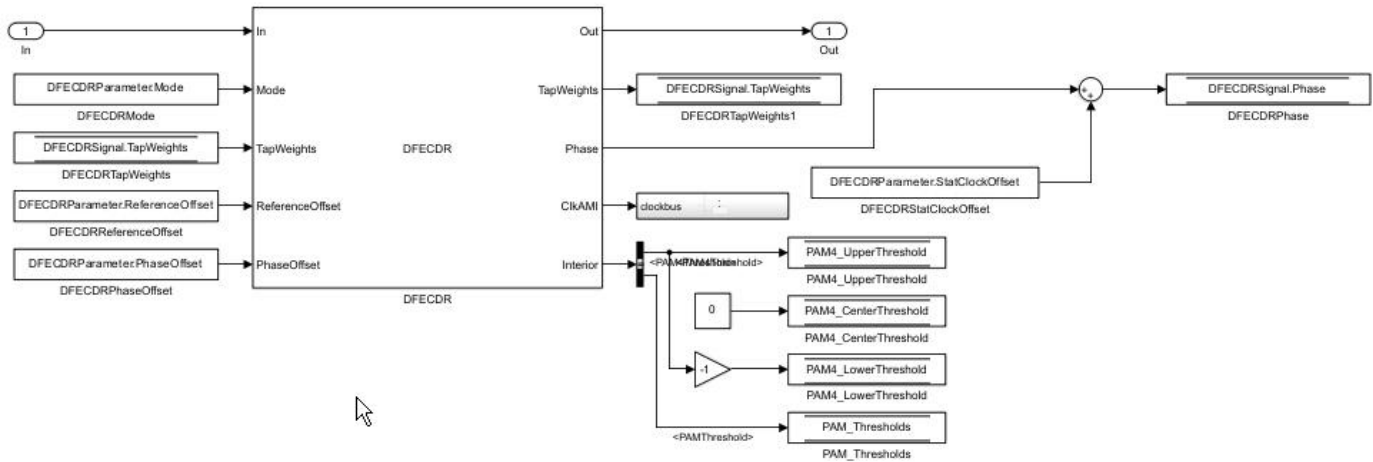 1
In
DFECDRParameter.Mode
DFECDRMode
DFECDRSignal.TapWeights
DFECDRTapWeights
DFECDRParameter.ReferenceOffset
DFECDRReferenceOffset
DFECDRParameter.PhaseOffset
DFECDRPhaseOffset
In
Mode
TapWeights
ReferenceOffset
PhaseOffset
DFECDR
Out
TapWeights
Phase
ClkAMI
Interior
DFECDR
1
Out
DFECDRSignal.TapWeights
DFECDRTapWeights1
+
+
DFECDRSignal.Phase
DFECDRPhase
DFECDRParameter.StatClockOffset
DFECDRStatClockOffset
clockbus
PAM4_UpperThreshold
PAM4_UpperThreshold
0
PAM4_CenterThreshold
PAM4_CenterThreshold
-1
PAM4_LowerThreshold
PAM4_LowerThreshold
<PAMThreshold>
PAM_Thresholds
PAM_Thresholds